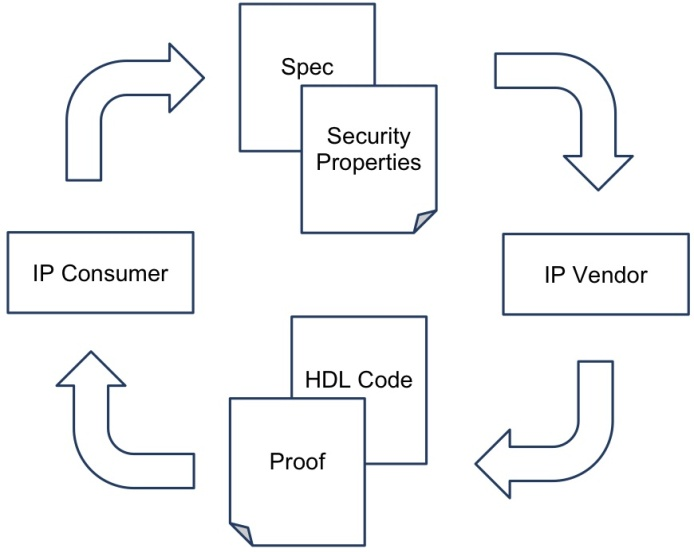 Spec
Security
Properties
IP Consumer
IP Vendor
HDL Code
Proof